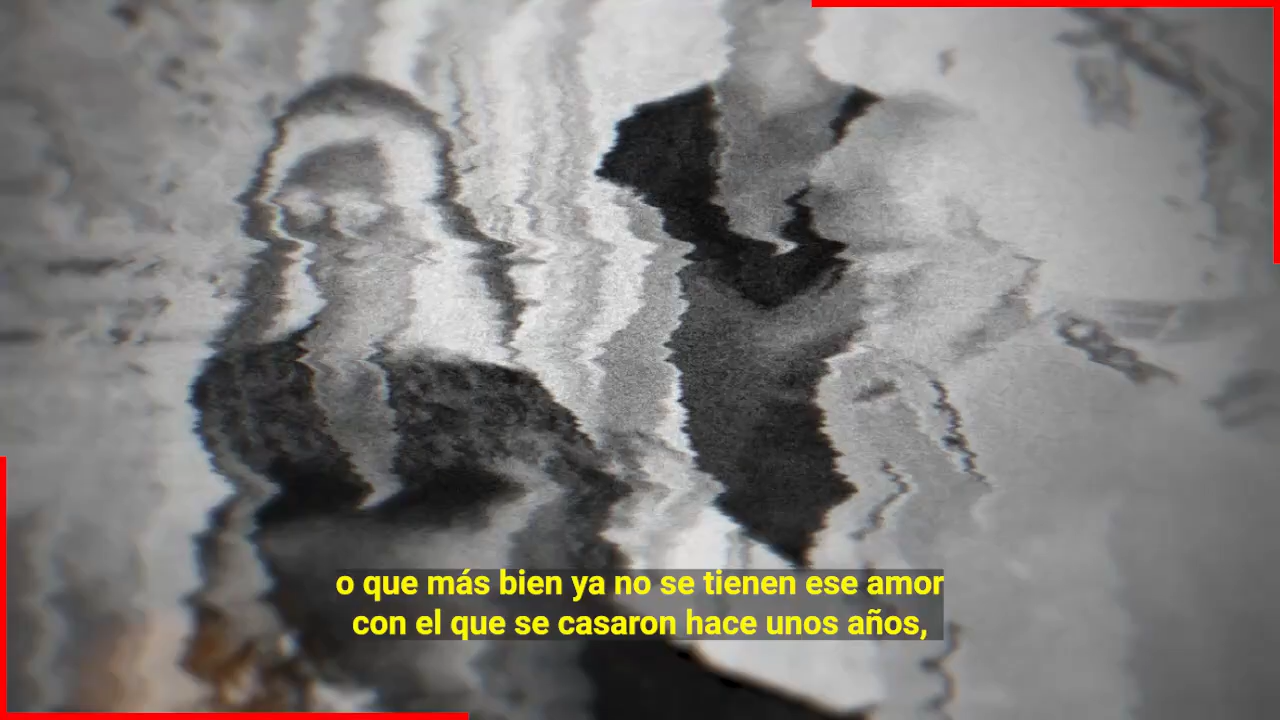 o que más bien ya no se tienen ese amor
con el que se casaron hace unos años,